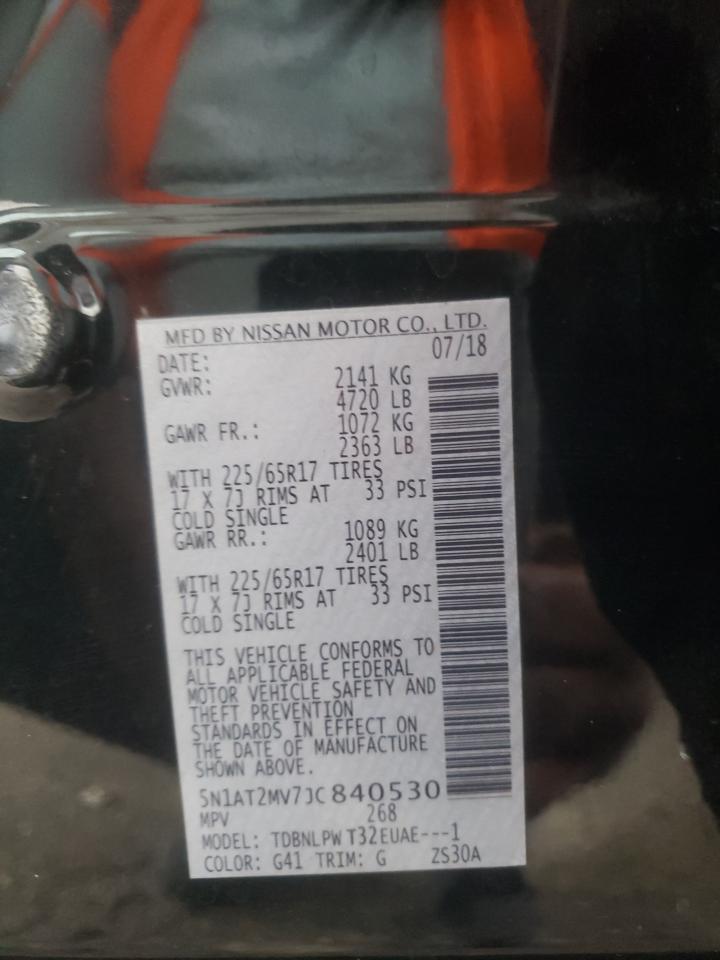 MFD BY NISSAN MOTOR CO., LTD.
DATE: 07/18
GVWR: 2141 KG
4720 LB
GAWR FR.: 1072 KG
2363 LB
WITH 225/65R17 TIRES
17 X 7J RIMS AT 33 PSI
COLD SINGLE
GAWR RR.: 1089 KG
2401 LB
WITH 225/65R17 TIRES
17 X 7J RIMS AT 33 PSI
COLD SINGLE
THIS VEHICLE CONFORMS TO
ALL APPLICABLE FEDERAL
MOTOR VEHICLE SAFETY AND
THEFT PREVENTION
STANDARDS IN EFFECT ON
THE DATE OF MANUFACTURE
SHOWN ABOVE.
5N1AT2MV7JC840530
MPV 268
MODEL: TDBNLPW T32EUAE---1
COLOR: G41 TRIM: G ZS30A